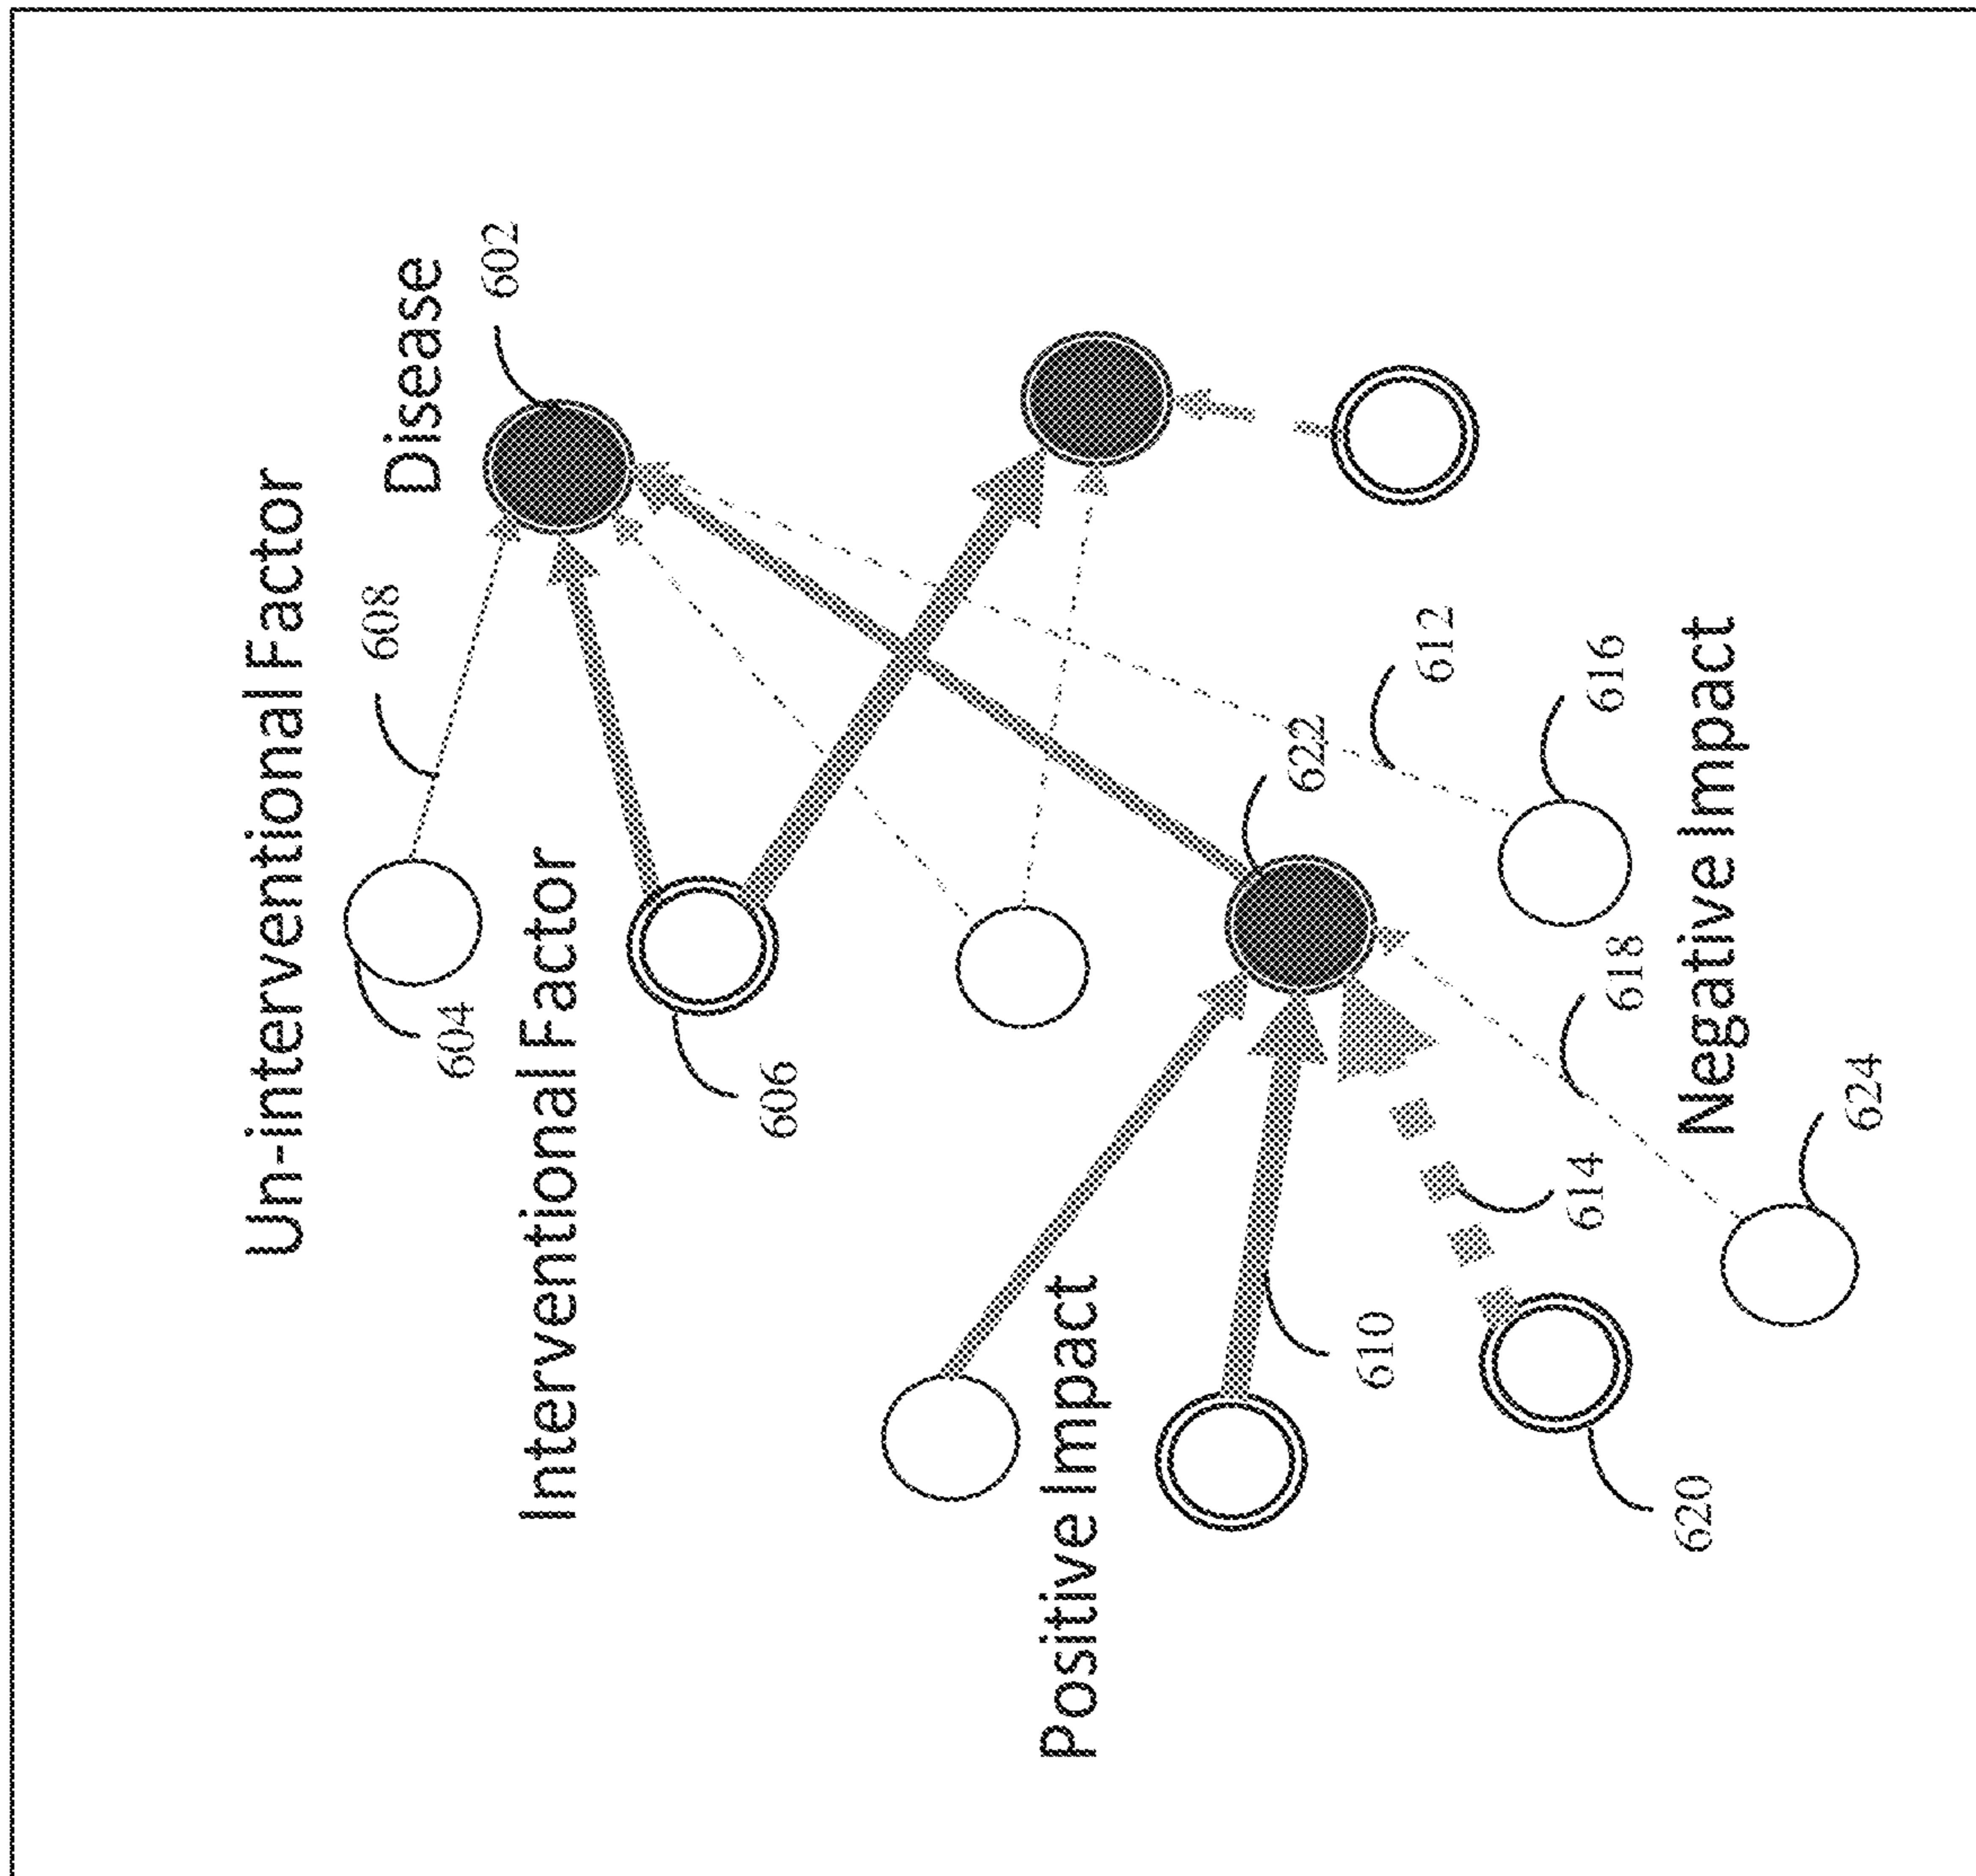 Un-interventional Factor
608
Disease
602
604
Interventional Factor
606
Positive Impact
622
612
616
610
614
618
Negative Impact
620
624